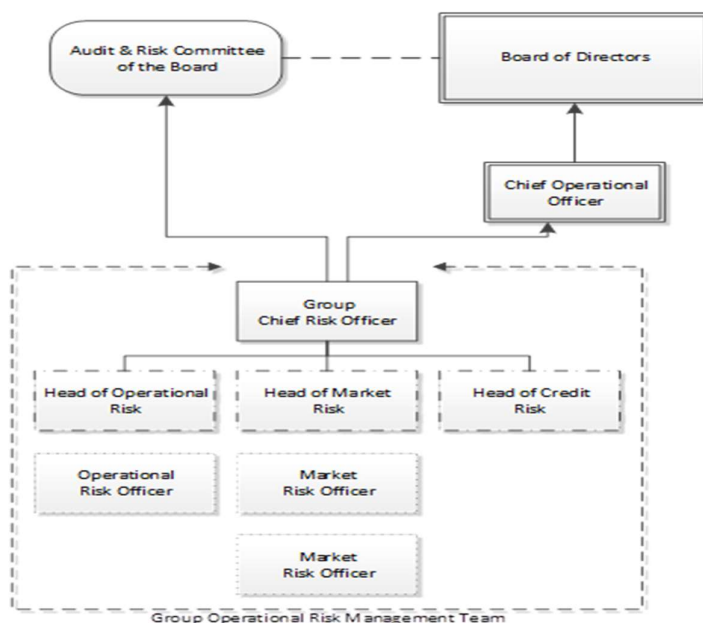 Audit & Risk Committee
of the Board
Board of Directors
Chief Operational
Officer
Group
Chief Risk Officer
Head of Operational
Risk
Head of Market
Risk
Head of Credit
Risk
Operational
Risk Officer
Market
Risk Officer
Market
Risk Officer
Group Operational Risk Management Team